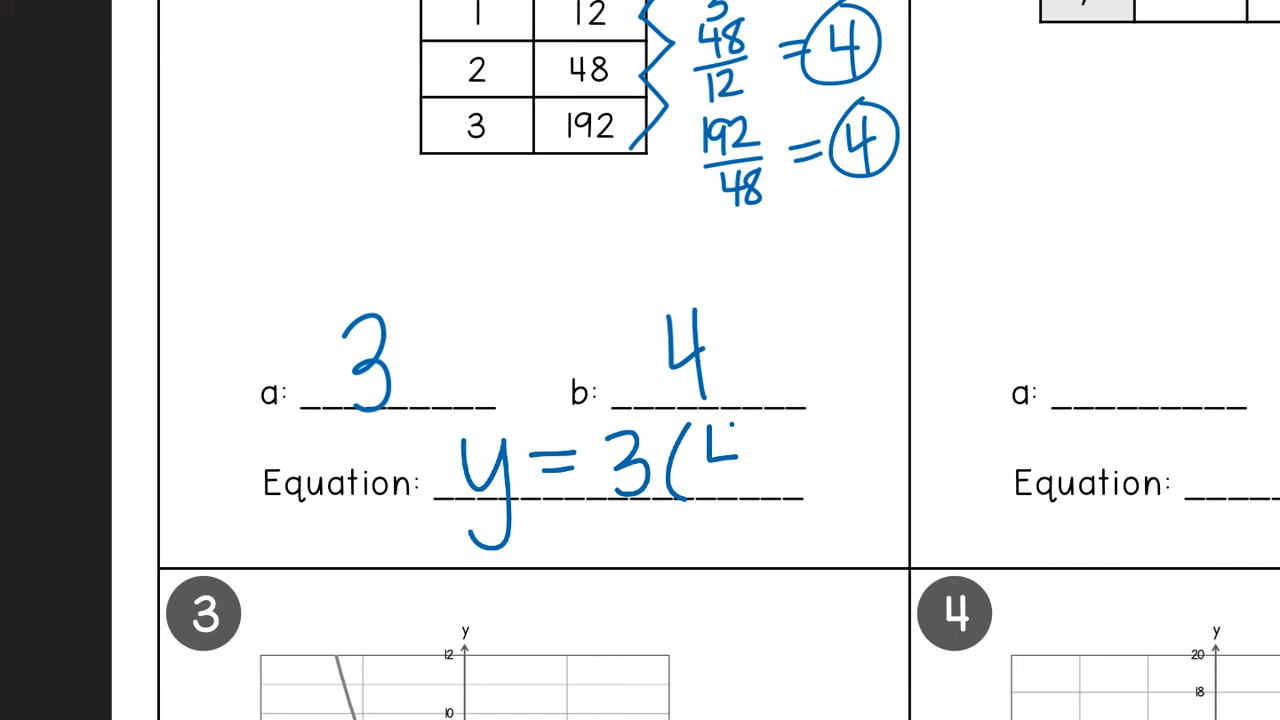 1 12
3
48
12 = 4
2 48
3 192
192
48 = 4
a: 3 b: 4 a:
Equation: y = 3( Equation:
3 4
y y
12 20
18
10